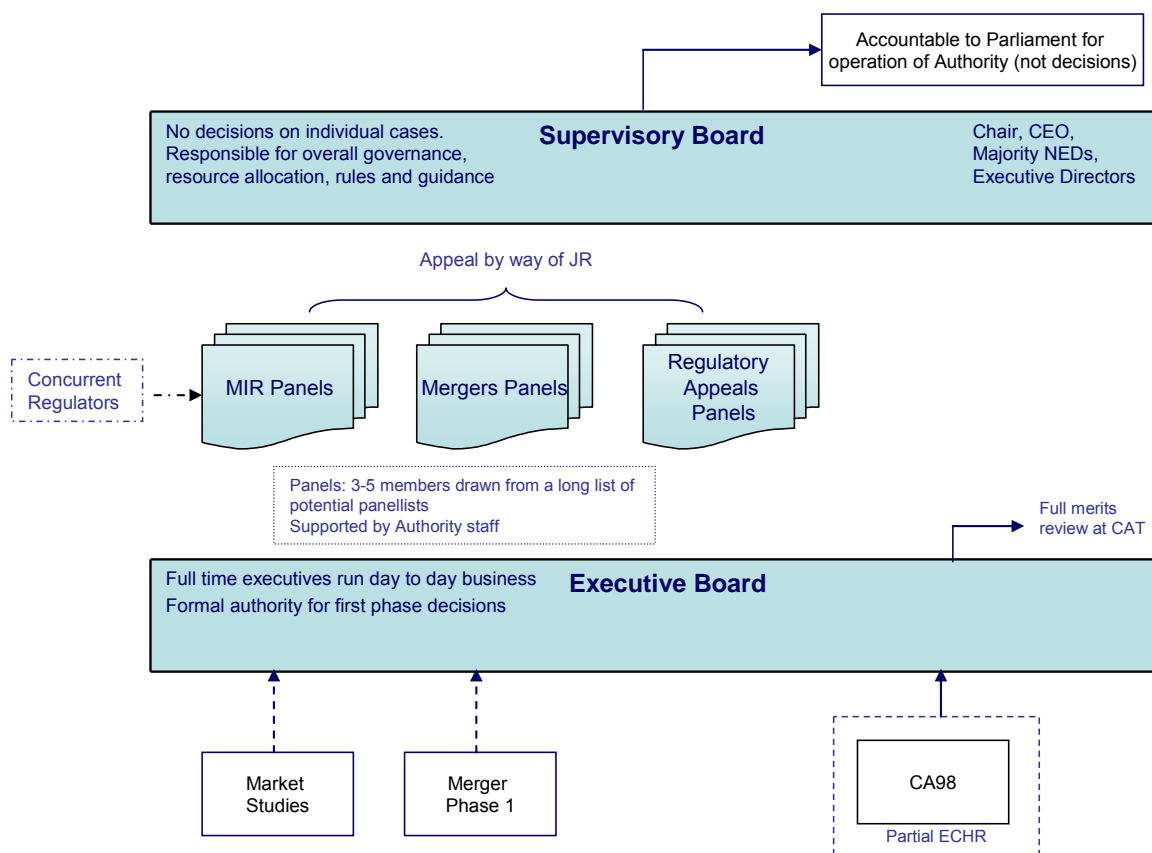 Accountable to Parliament for
operation of Authority (not decisions)
No decisions on individual cases.
Responsible for overall governance,
resource allocation, rules and guidance
Supervisory Board
Chair, CEO,
Majority NEDs,
Executive Directors
Appeal by way of JR
Concurrent
Regulators
MIR Panels
Mergers Panels
Regulatory
Appeals
Panels
Panels: 3-5 members drawn from a long list of
potential panellists
Supported by Authority staff
Full merits
review at CAT
Full time executives run day to day business
Formal authority for first phase decisions
Executive Board
Market
Studies
Merger
Phase 1
CA98
Partial ECHR